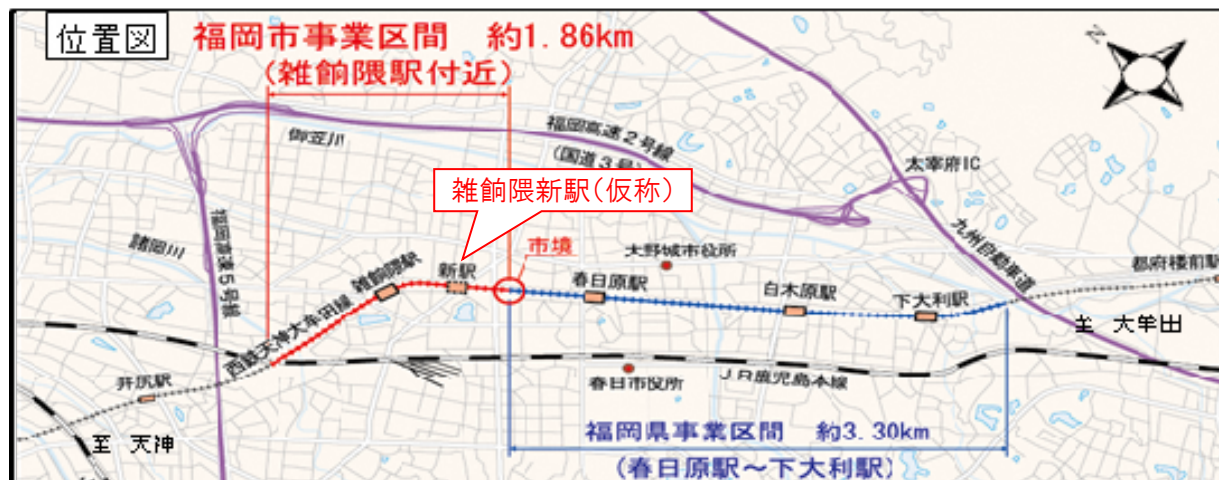 位置図
福岡市事業区間 約1.86km
(雑餉隈駅付近)
御笠川
福岡高速2号線
(国道3号)
太宰府IC
雑餉隈新駅(仮称)
諸岡川
福岡高速5号線
市境
大野城市役所
九州自動車道
都府楼前駅
西鉄天神大牟田線
雑餉隈駅
新駅
春日原駅
白木原駅
下大利駅
至 大牟田
井尻駅
春日市役所
JR鹿児島本線
至 天神
福岡県事業区間 約3.30km
(春日原駅~下大利駅)
N